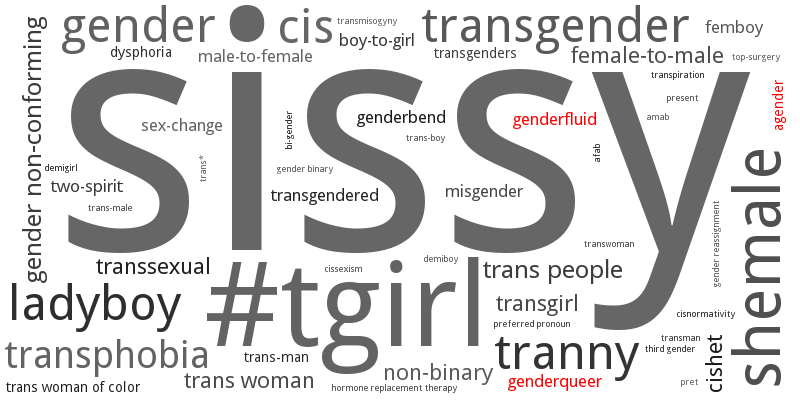 gender
cis
transmisogyny
transgender
femboy
boy-to-girl
dysphoria
male-to-female
transgenders
female-to-male
top-surgery
gender non-conforming
sissy
transpiration
present
agender
sex-change
bi-gender
genderbend
genderfluid
amab
trans-boy
afab
trans*
demigirl
gender binary
two-spirit
transgendered
misgender
trans-male
shemale
gender reassignment
transwoman
transsexual
cissexism
demiboy
trans people
#tgirl
ladyboy
transgirl
cisnormativity
preferred pronoun
transphobia
trans-man
tranny
transman
third gender
cishet
trans woman
non-binary
genderqueer
pret
trans woman of color
hormone replacement therapy